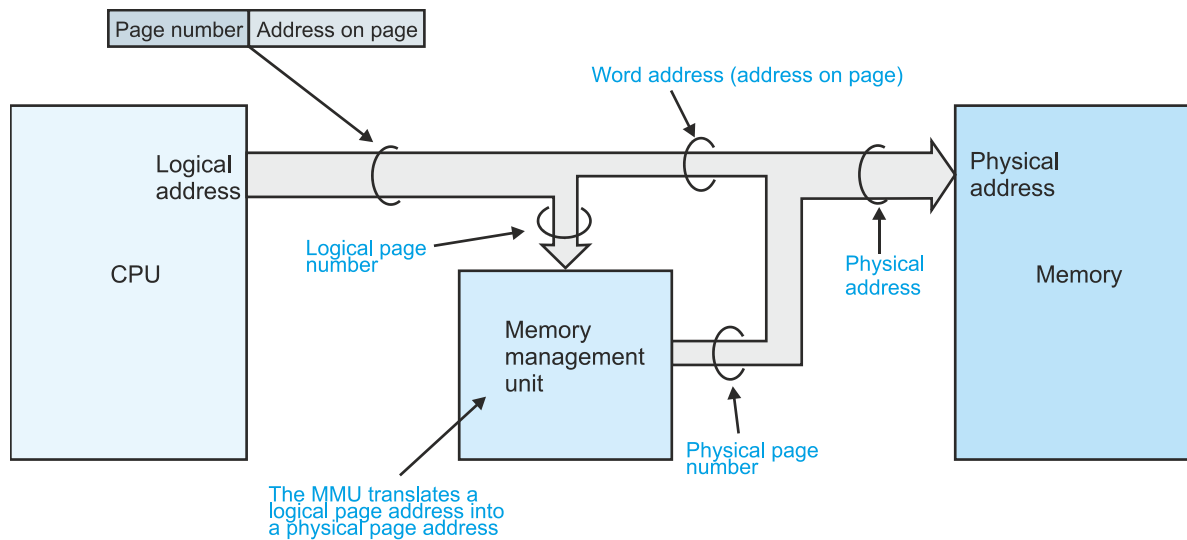 Page number
Address on page
Word address (address on page)
Logical
address
Physical
address
Logical page
number
Physical
address
CPU
Memory
Memory
management
unit
Physical page
number
The MMU translates a
logical page address into
a physical page address